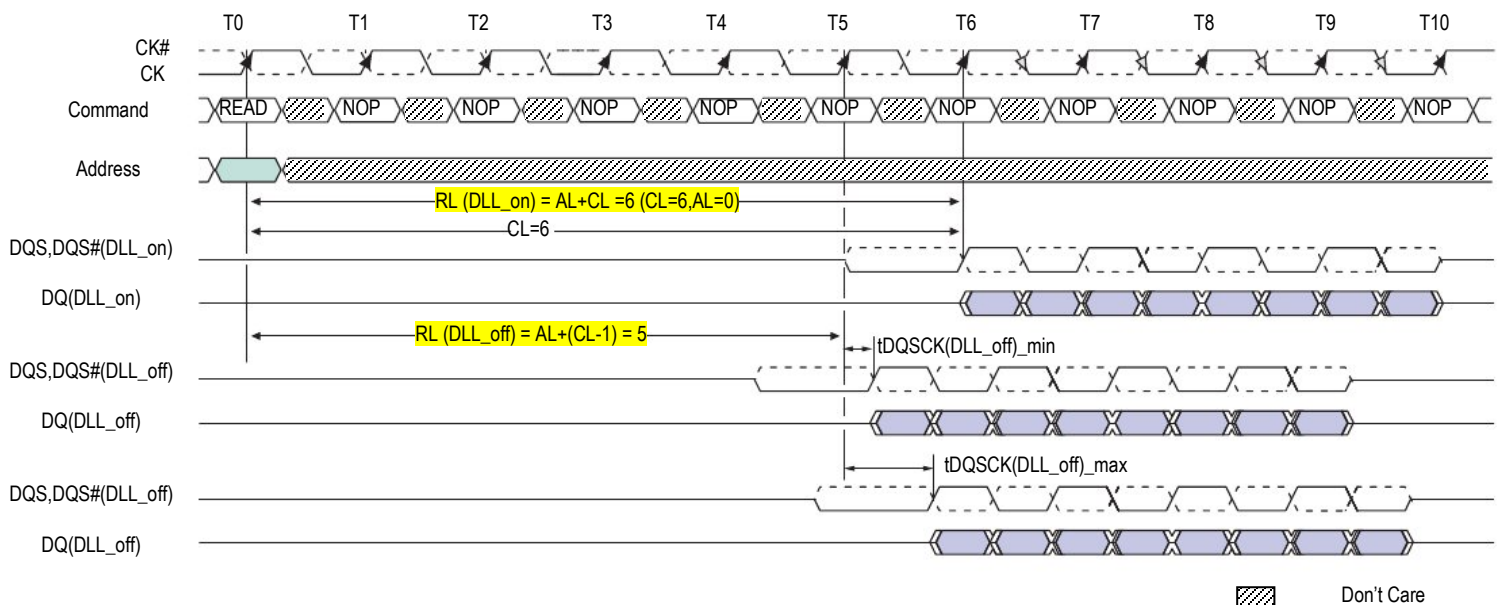 T0 T1 T2 T3 T4 T5 T6 T7 T8 T9 T10
CK#
CK
Command READ NOP NOP NOP NOP NOP NOP NOP NOP NOP NOP
Address
RL (DLL_on) = AL+CL =6 (CL=6,AL=0)
CL=6
DQS,DQS#(DLL_on)
DQ(DLL_on)
RL (DLL_off) = AL+(CL-1) = 5
tDQSCK(DLL_off)_min
DQS,DQS#(DLL_off)
DQ(DLL_off)
tDQSCK(DLL_off)_max
DQS,DQS#(DLL_off)
DQ(DLL_off)
Don't Care